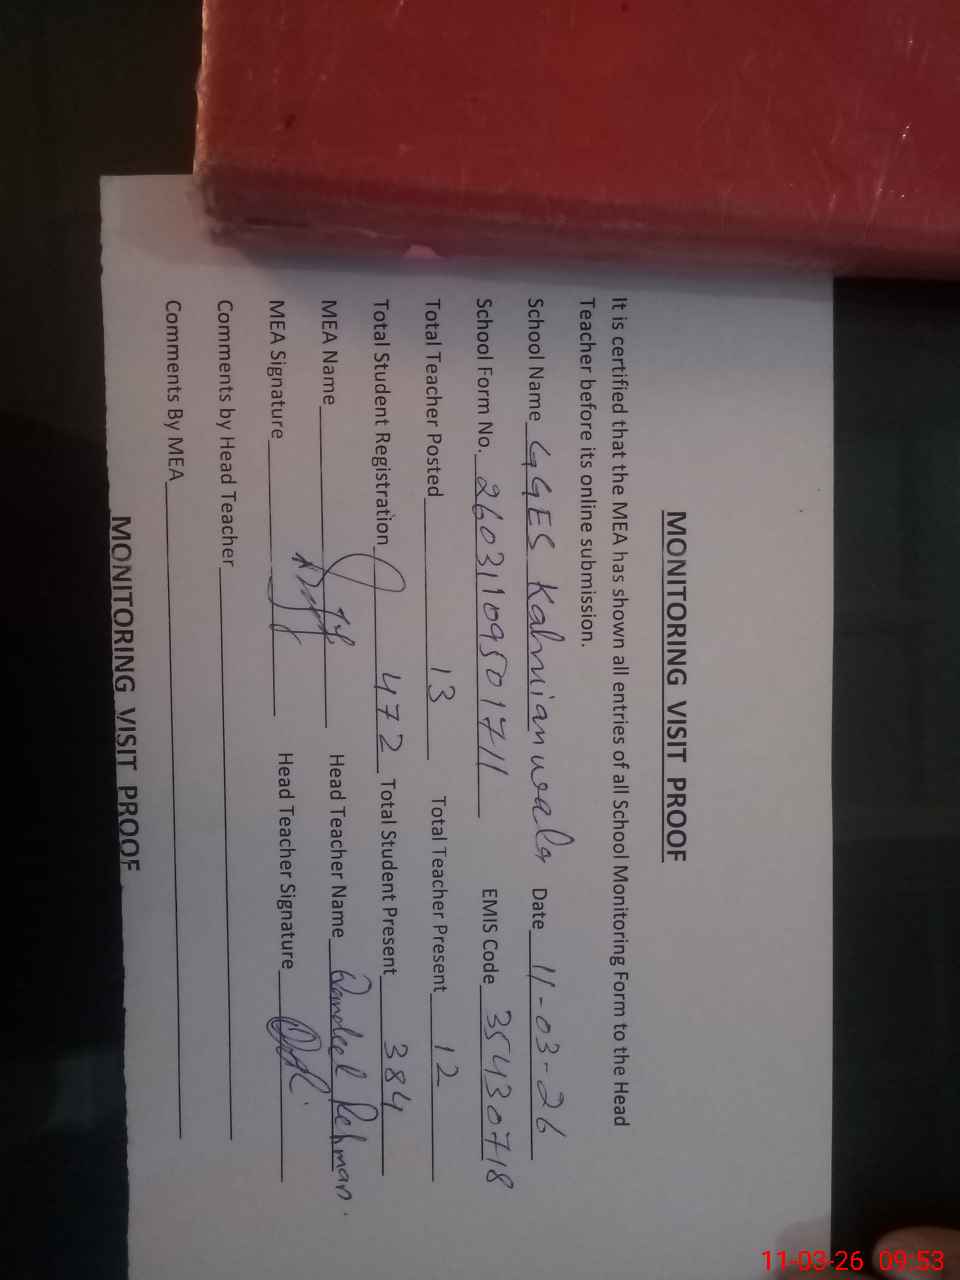 MONITORING VISIT PROOF
It is certified that the MEA has shown all entries of all School Monitoring Form to the Head
Teacher before its online submission.
School Name GGES Kalmianwala Date 11-03-26
School Form No. 26031109501711 EMIS Code 35430718
Total Teacher Posted 13 Total Teacher Present 12
Total Student Registration 472 Total Student Present 384
MEA Name Head Teacher Name Rehman.
MEA Signature Head Teacher Signature
Comments by Head Teacher
Comments By MEA
MONITORING VISIT PROOF
11-03-26 09:53